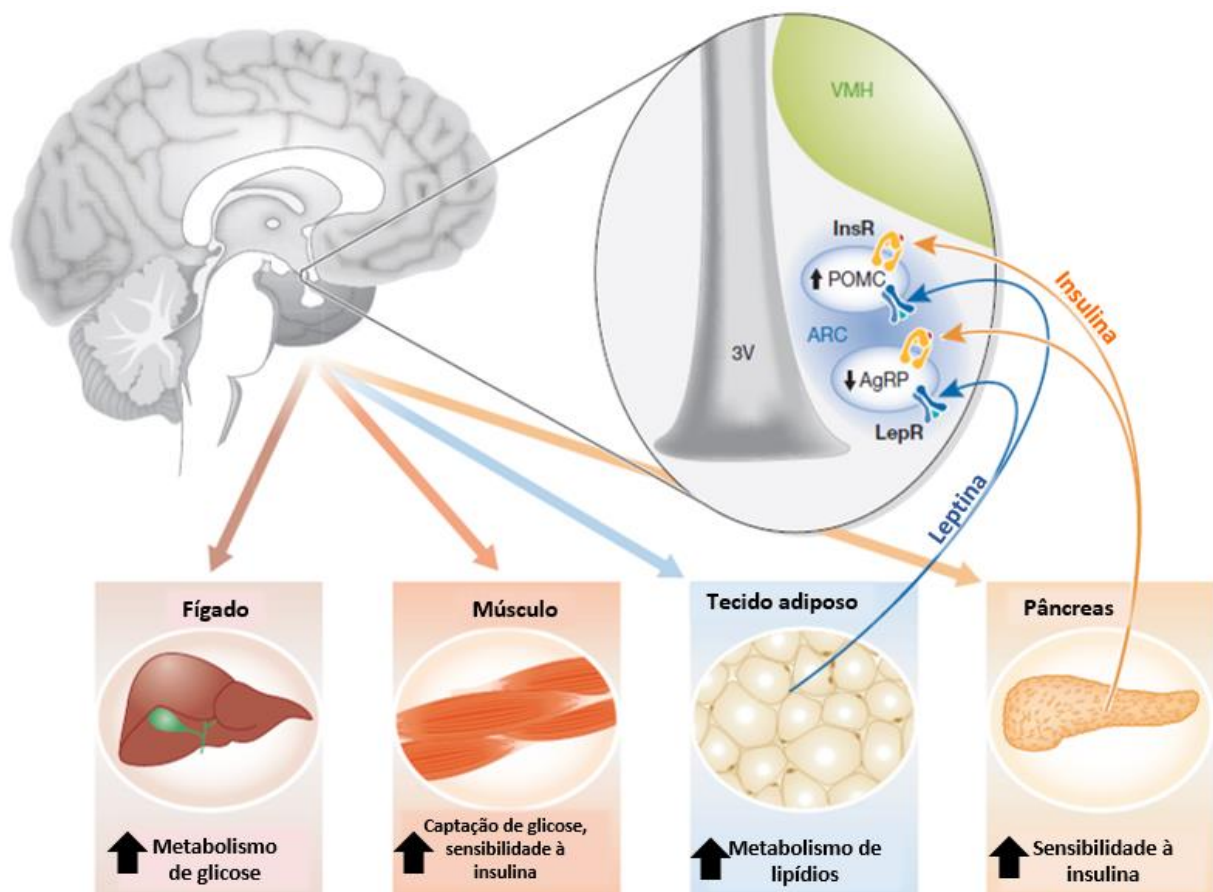 VMH
InsR
POMC
ARC
3V
AgRP
LepR
Insulina
Leptina
Fígado
Metabolismo
de glicose
Músculo
Captação de glicose,
sensibilidade à
insulina
Tecido adiposo
Metabolismo de
lipídios
Pâncreas
Sensibilidade à
insulina